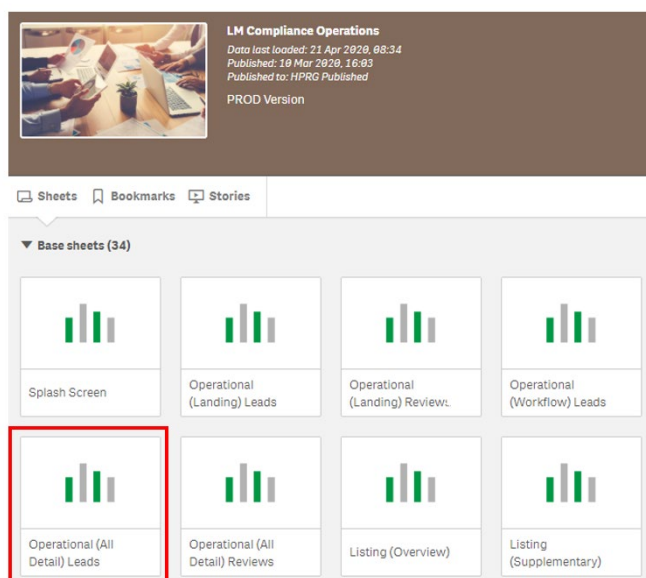 LM Compliance Operations
Data last loaded: 21 Apr 2020, 08:34
Published: 10 Mar 2020, 16:03
Published to: HPRG Published
PROD Version
Sheets Bookmarks Stories
Base sheets (34)
Splash Screen
Operational
(Landing) Leads
Operational
(Landing) Reviews
Operational
(Workflow) Leads
Operational (All
Detail) Leads
Operational (All
Detail) Reviews
Listing (Overview)
Listing
(Supplementary)